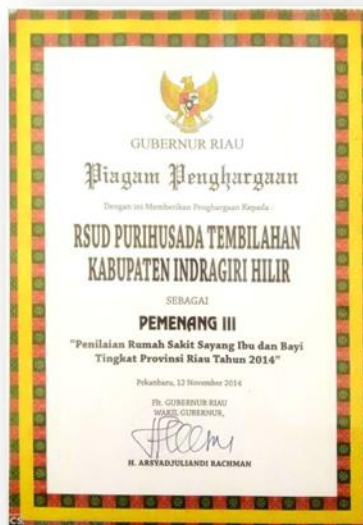 GUBERNUR RIAU
Piagam Penghargaan
Dengan ini Memberikan Penghargaan Kepada :
RSUD PURIHUSADA TEMBILAHAN
KABUPATEN INDRAGIRI HILIR
SEBAGAI
PEMENANG III
"Penilaian Rumah Sakit Sayang Ibu dan Bayi
Tingkat Provinsi Riau Tahun 2014"
Pekanbaru, 12 November 2014
Plt. GUBERNUR RIAU
WAKIL GUBERNUR,
H. ARSYADJULIANDI RACHMAN